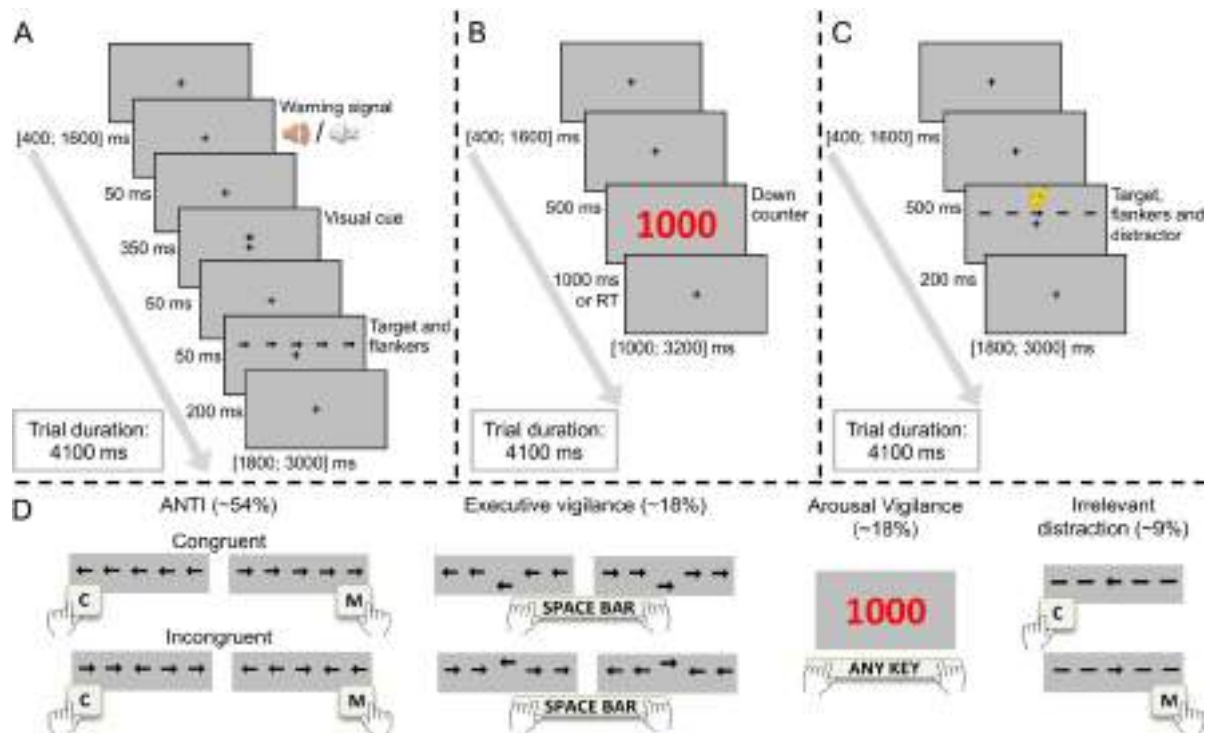 A
Warning signal
/
[400; 1600] ms
50 ms
Visual cue
350 ms
50 ms
Target and
flankers
50 ms
200 ms
[1800; 3000] ms
Trial duration:
4100 ms
B
[400; 1600] ms
500 ms
1000
Down
counter
1000 ms
or RT
[1000; 3200] ms
Trial duration:
4100 ms
C
[400; 1600] ms
500 ms
Target,
flankers and
distractor
200 ms
[1800; 3000] ms
Trial duration:
4100 ms
D
ANTI (~54%)
Congruent
C
M
Incongruent
C
M
Executive vigilance (~18%)
SPACE BAR
SPACE BAR
Arousal Vigilance
(~18%)
1000
ANY KEY
Irrelevant
distraction (~9%)
C
M